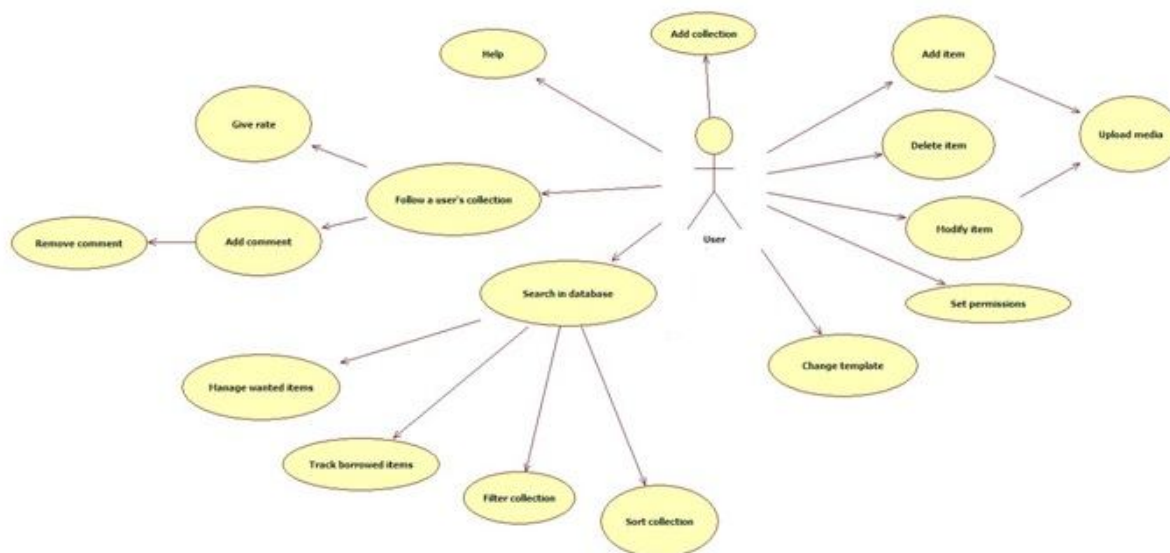 Add collection
Help
Add item
Give rate
Upload media
Delete item
Follow a user's collection
Modify item
Remove comment
Add comment
User
Search in database
Set permissions
Change template
Manage wanted items
Track borrowed items
Filter collection
Sort collection